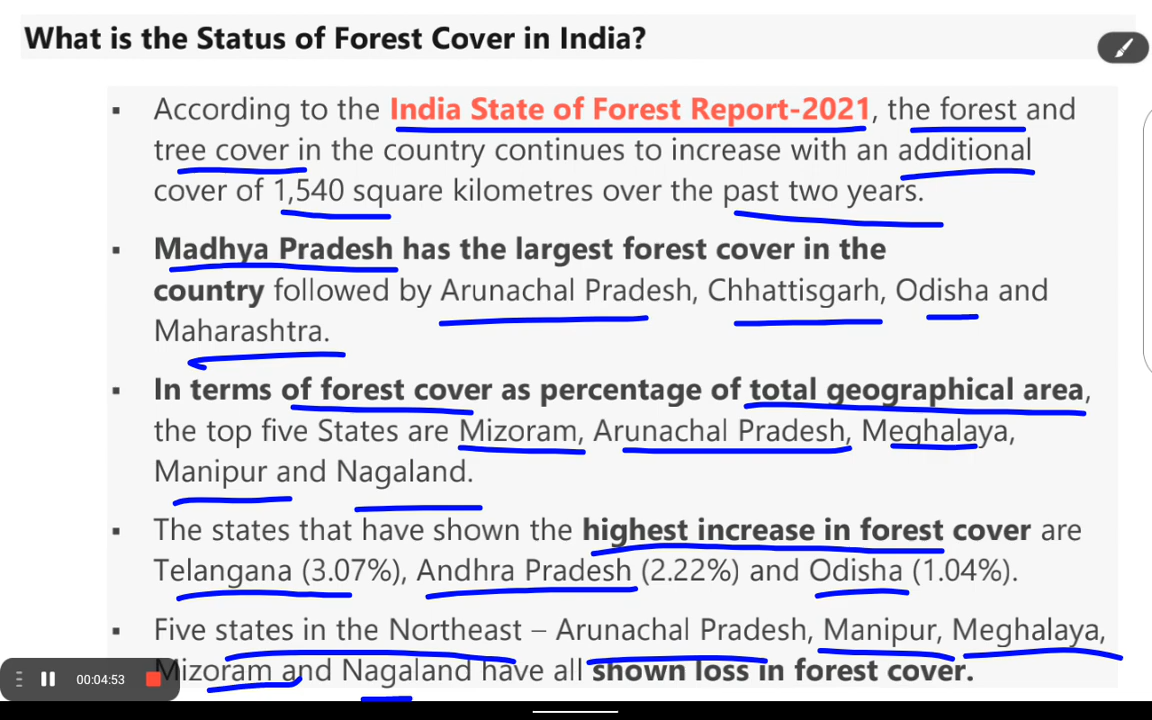 What is the Status of Forest Cover in India?
▪ According to the India State of Forest Report-2021, the forest and
tree cover in the country continues to increase with an additional
cover of 1,540 square kilometres over the past two years.
▪ Madhya Pradesh has the largest forest cover in the
country followed by Arunachal Pradesh, Chhattisgarh, Odisha and
Maharashtra.
▪ In terms of forest cover as percentage of total geographical area,
the top five States are Mizoram, Arunachal Pradesh, Meghalaya,
Manipur and Nagaland.
▪ The states that have shown the highest increase in forest cover are
Telangana (3.07%), Andhra Pradesh (2.22%) and Odisha (1.04%).
▪ Five states in the Northeast – Arunachal Pradesh, Manipur, Meghalaya,
Mizoram and Nagaland have all shown loss in forest cover.
00:04:53